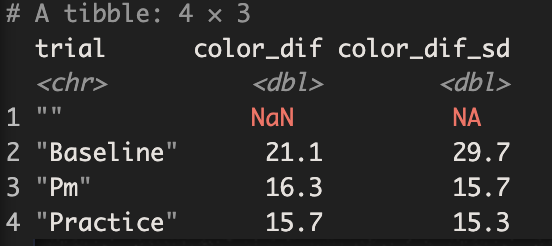 # A tibble: 4 × 3
trial color_dif color_dif_sd
<chr> <dbl> <dbl>
1 "" NaN NA
2 "Baseline" 21.1 29.7
3 "Pm" 16.3 15.7
4 "Practice" 15.7 15.3